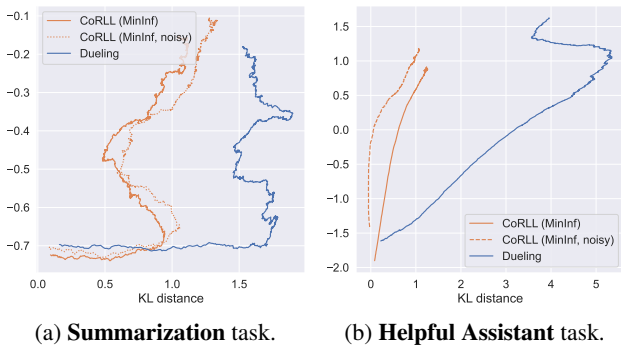 −0.1
−0.2
−0.3
−0.4
−0.5
−0.6
−0.7
CoRLL (MinInf)
CoRLL (MinInf, noisy)
Dueling
0.0 0.5 1.0 1.5
KL distance
(a) Summarization task.
1.5
1.0
0.5
0.0
−0.5
−1.0
−1.5
−2.0
CoRLL (MinInf)
CoRLL (MinInf, noisy)
Dueling
0 1 2 3 4 5
KL distance
(b) Helpful Assistant task.